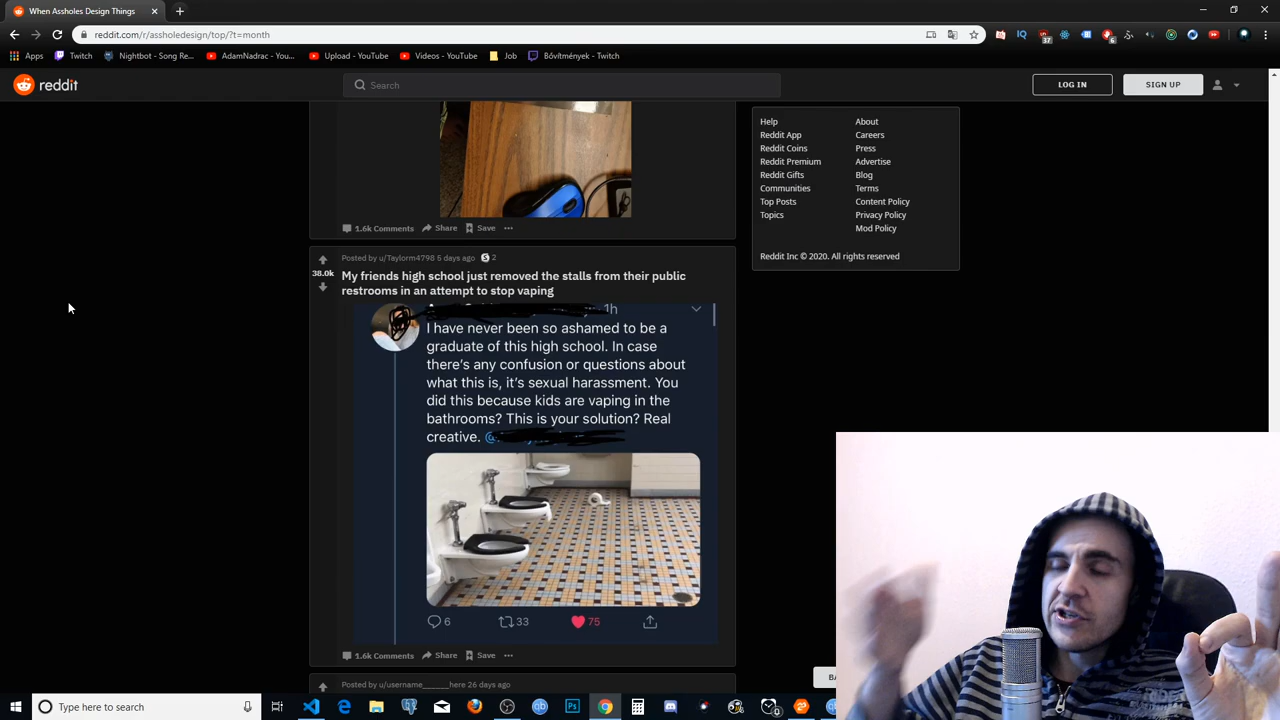 When Assholes Design Things
reddit.com/r/assholedesign/top/?t=month
Apps Twitch Nightbot - Song Re... AdamNadrac - You... Upload - YouTube Videos - YouTube Job Bővítmények - Twitch
reddit Search LOG IN SIGN UP
Help About
Reddit App Careers
Reddit Coins Press
Reddit Premium Advertise
Reddit Gifts Blog
Communities Terms
Top Posts Content Policy
Topics Privacy Policy
Mod Policy
Reddit Inc © 2020. All rights reserved
1.6k Comments Share Save
Posted by u/Taylorm4798 6 days ago 2
38.0k
My friends high school just removed the stalls from their public
restrooms in an attempt to stop vaping
1h
I have never been so ashamed to be a
graduate of this high school. In case
there's any confusion or questions about
what this is, it's sexual harassment. You
did this because kids are vaping in the
bathrooms? This is your solution? Real
creative. @
6 33 75
1.6k Comments Share Save
Posted by u/username______here 26 days ago
BA
Type here to search